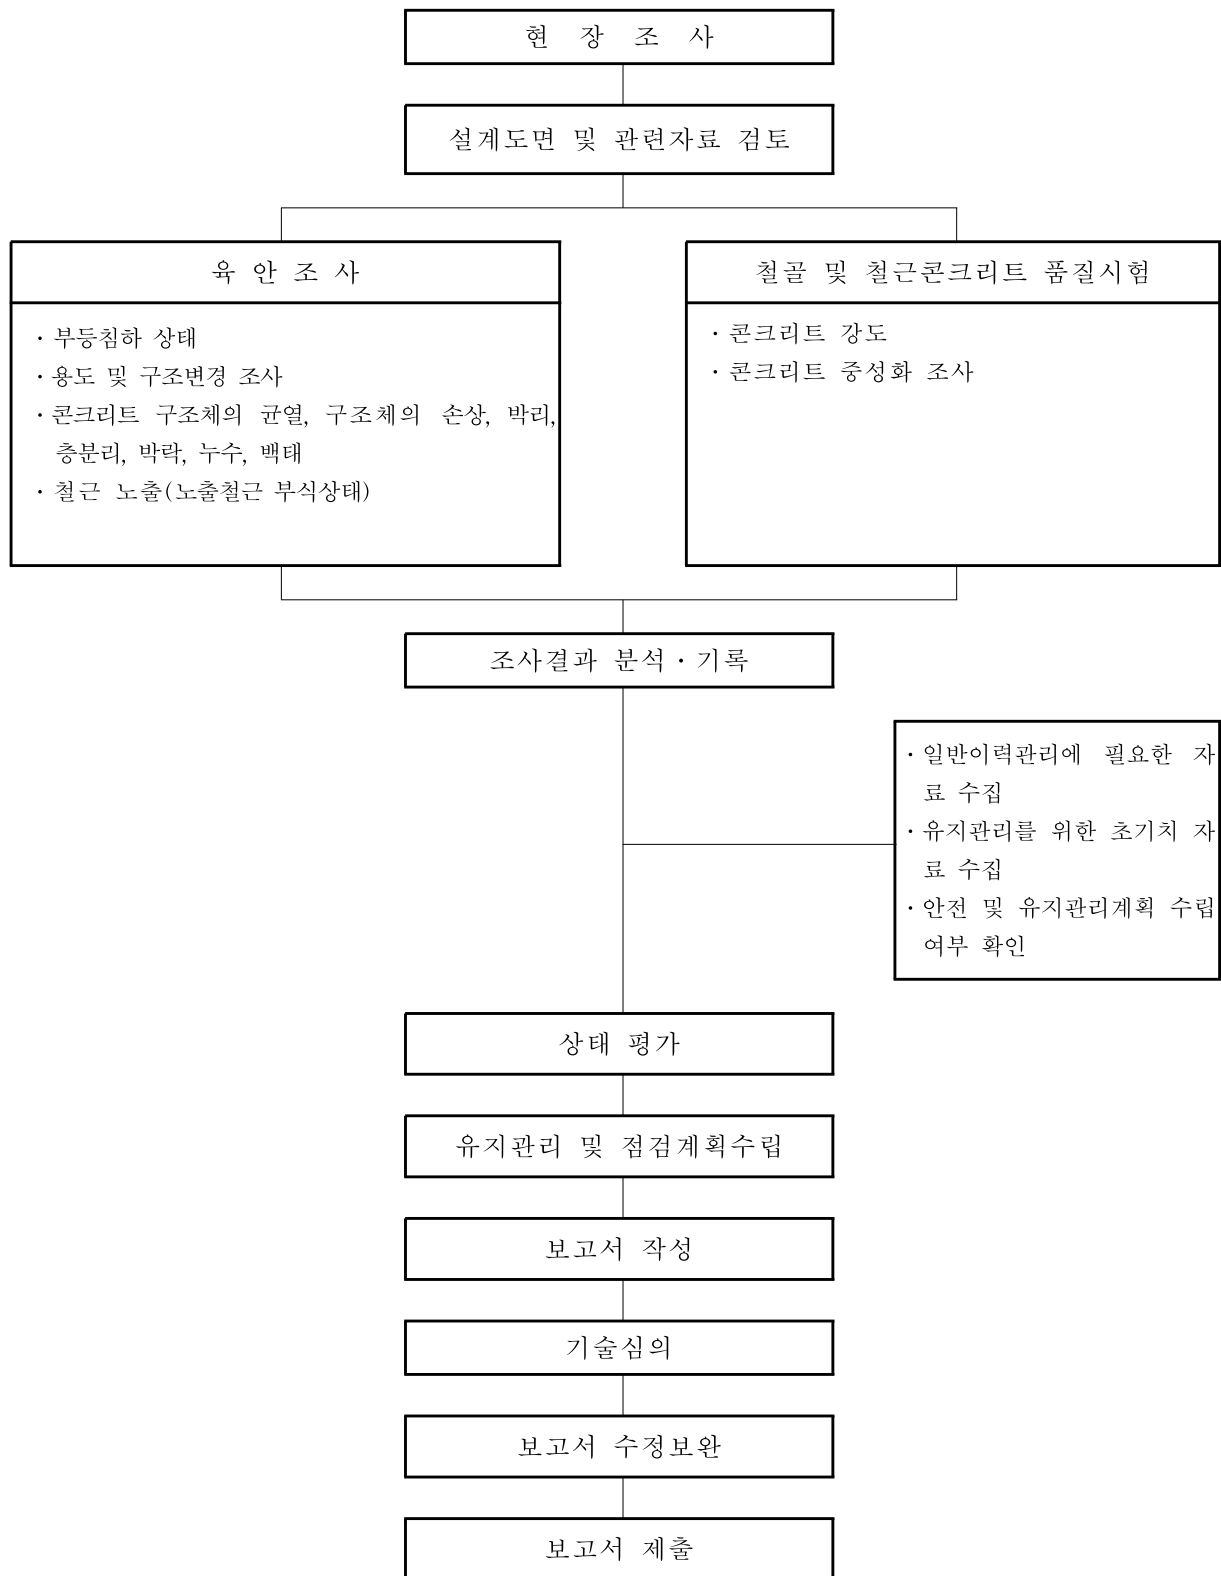 현 장 조 사
설계도면 및 관련자료 검토
육 안 조 사
· 부등침하 상태
· 용도 및 구조변경 조사
· 콘크리트 구조체의 균열, 구조체의 손상, 박리,
층분리, 박락, 누수, 백태
· 철근 노출(노출철근 부식상태)
철골 및 철근콘크리트 품질시험
· 콘크리트 강도
· 콘크리트 중성화 조사
조사결과 분석 · 기록
· 일반이력관리에 필요한 자
료 수집
· 유지관리를 위한 초기치 자
료 수집
· 안전 및 유지관리계획 수립
여부 확인
상태 평가
유지관리 및 점검계획수립
보고서 작성
기술심의
보고서 수정보완
보고서 제출